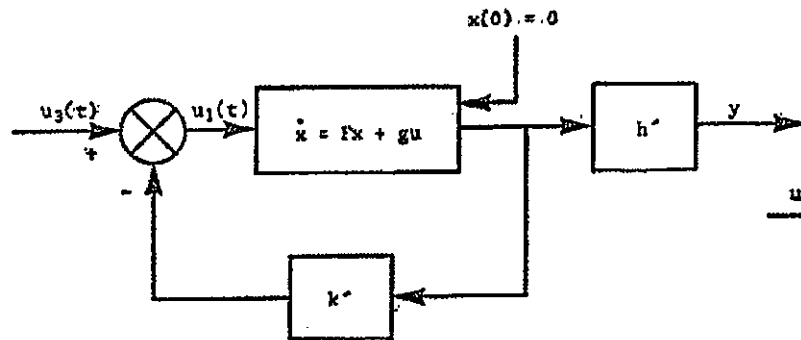 x(0) = 0
u₃(t)
+
-
u₁(t)
ẋ = Fx + gu
h´
y
u
k´